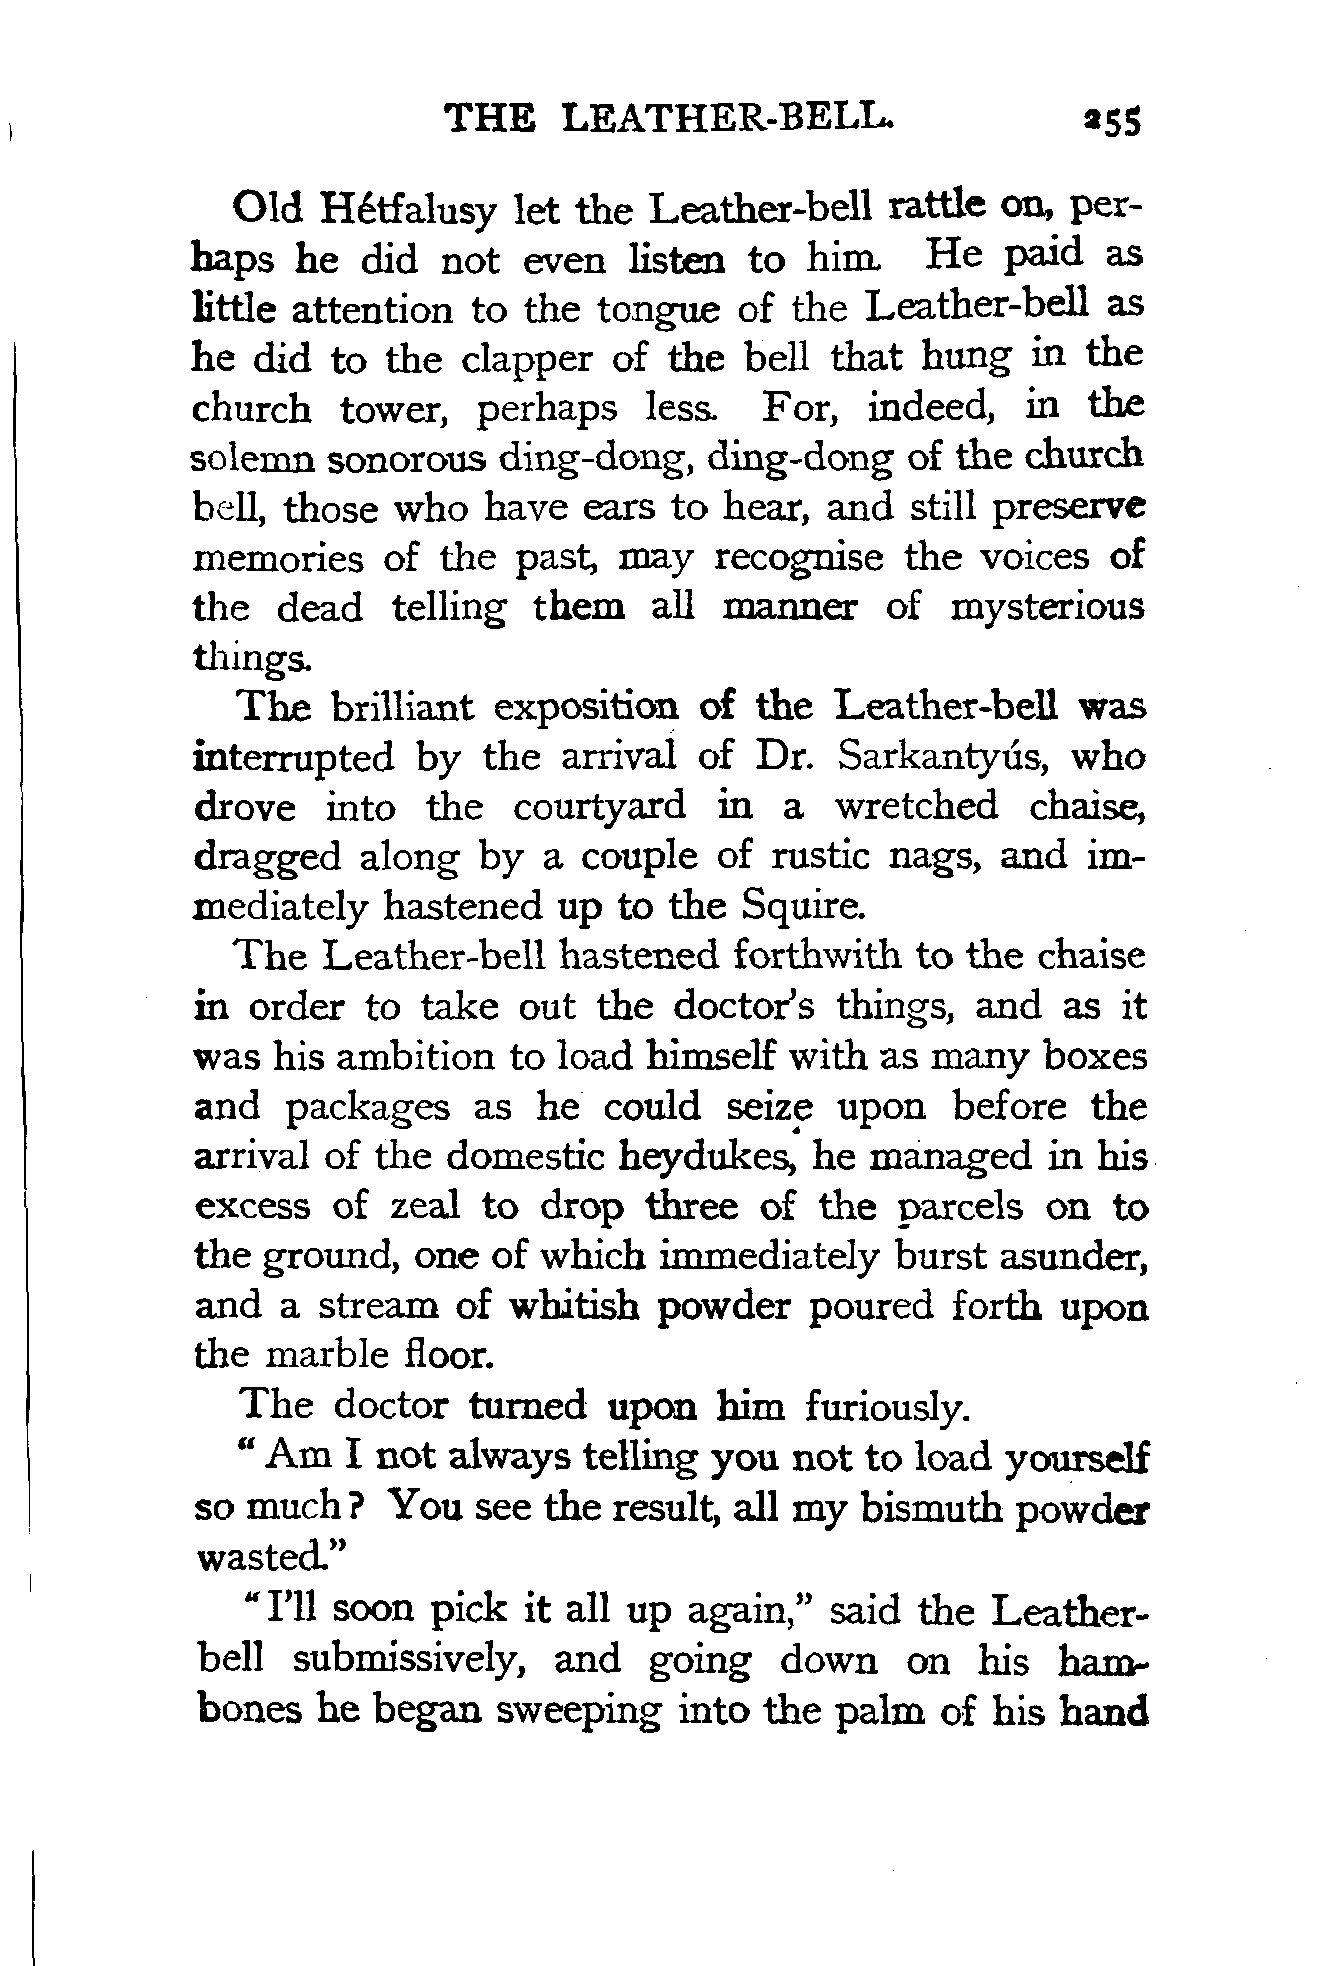 THE LEATHER-BELL. 255
Old Hétfalusy let the Leather-bell rattle on, per-
haps he did not even listen to him. He paid as
little attention to the tongue of the Leather-bell as
he did to the clapper of the bell that hung in the
church tower, perhaps less. For, indeed, in the
solemn sonorous ding-dong, ding-dong of the church
bell, those who have ears to hear, and still preserve
memories of the past, may recognise the voices of
the dead telling them all manner of mysterious
things.
The brilliant exposition of the Leather-bell was
interrupted by the arrival of Dr. Sarkantyús, who
drove into the courtyard in a wretched chaise,
dragged along by a couple of rustic nags, and im-
mediately hastened up to the Squire.
The Leather-bell hastened forthwith to the chaise
in order to take out the doctor's things, and as it
was his ambition to load himself with as many boxes
and packages as he could seize upon before the
arrival of the domestic heydukes, he managed in his
excess of zeal to drop three of the parcels on to
the ground, one of which immediately burst asunder,
and a stream of whitish powder poured forth upon
the marble floor.
The doctor turned upon him furiously.
“ Am I not always telling you not to load yourself
so much? You see the result, all my bismuth powder
wasted.”
“ I'll soon pick it all up again,” said the Leather-
bell submissively, and going down on his ham-
bones he began sweeping into the palm of his hand